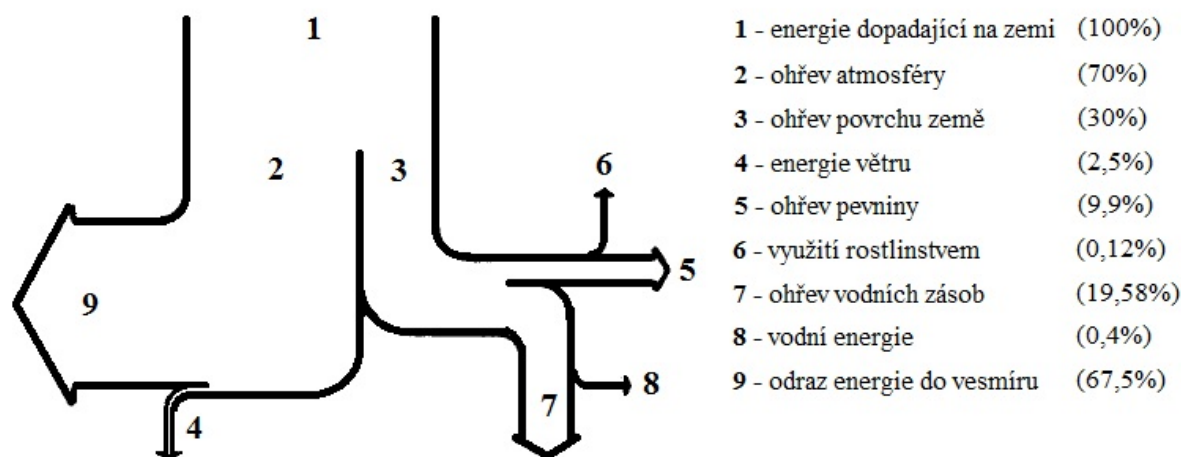 1
2
3
4
5
6
7
8
9
1 - energie dopadající na zemi (100%)
2 - ohřev atmosféry (70%)
3 - ohřev povrchu země (30%)
4 - energie větru (2,5%)
5 - ohřev pevniny (9,9%)
6 - využití rostlinstvem (0,12%)
7 - ohřev vodních zásob (19,58%)
8 - vodní energie (0,4%)
9 - odraz energie do vesmíru (67,5%)